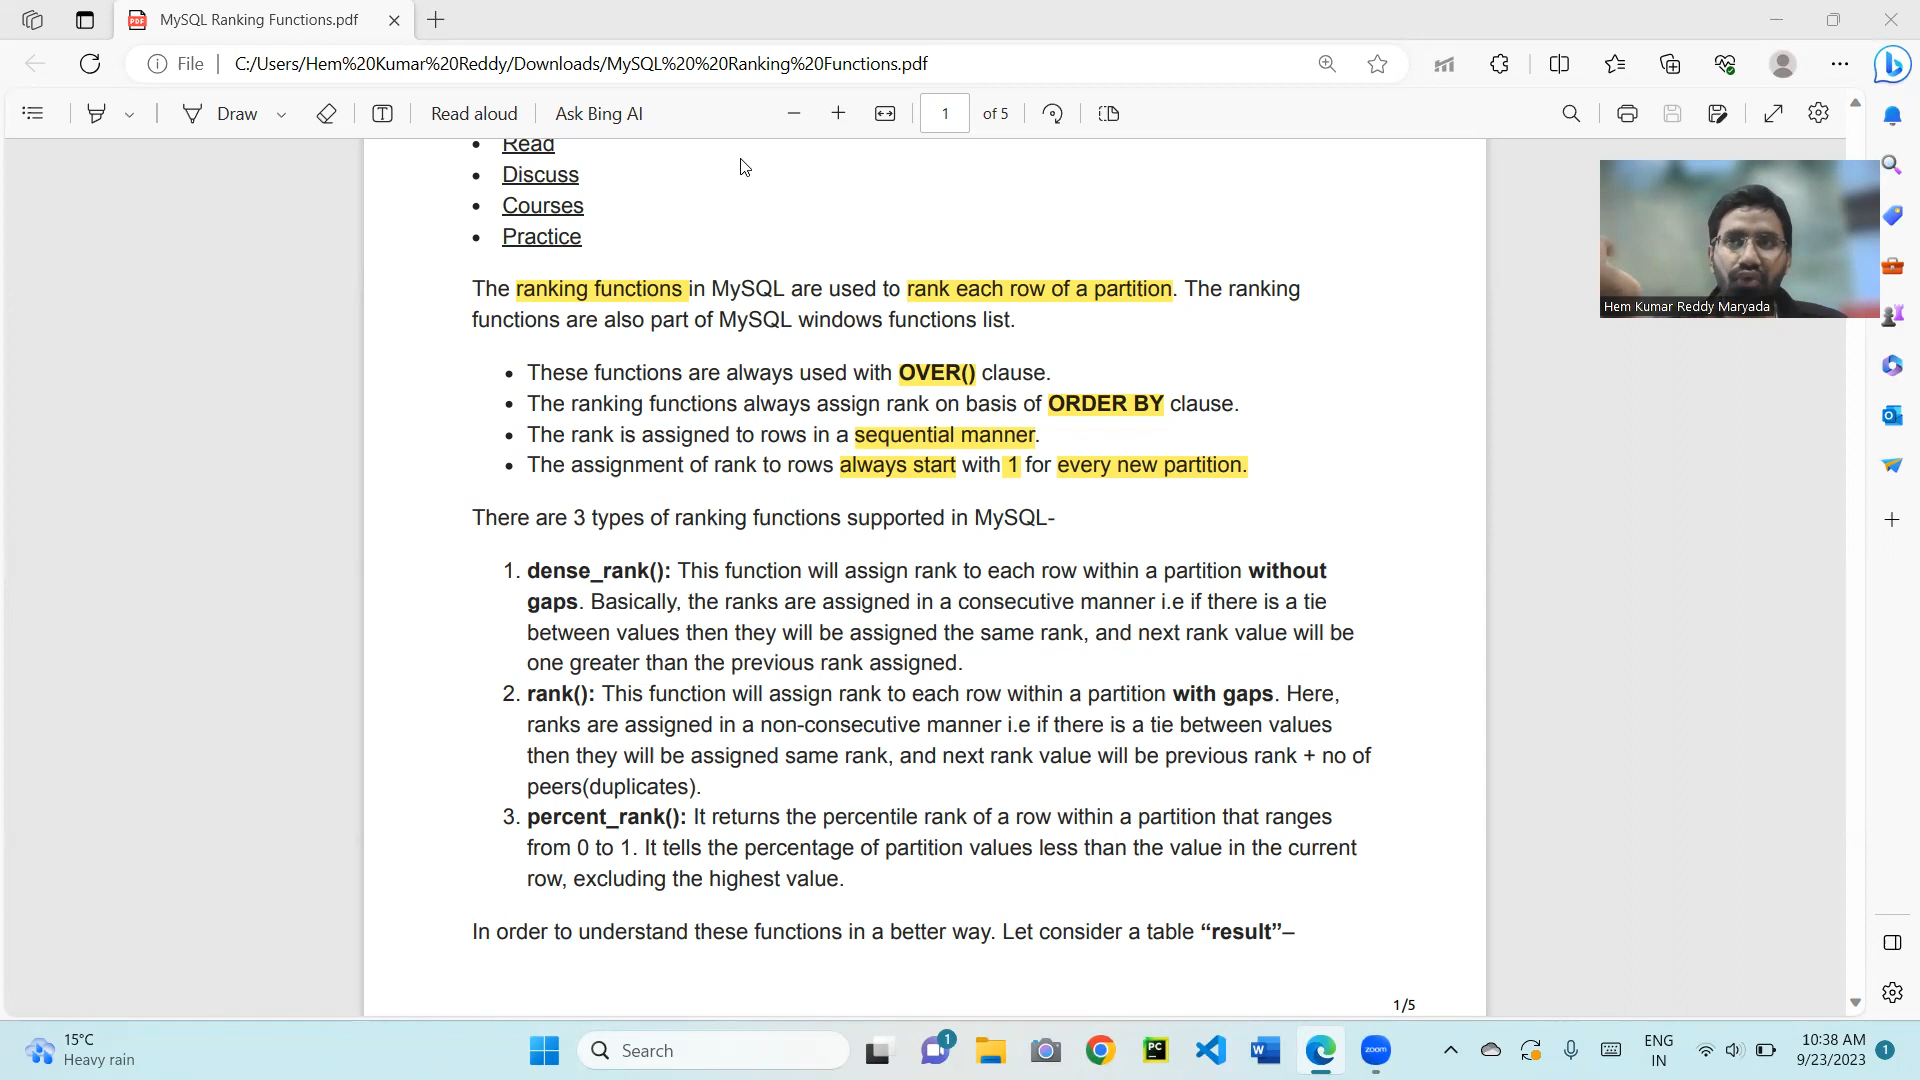 MySQL Ranking Functions.pdf
File
C:/Users/Hem%20Kumar%20Reddy/Downloads/MySQL%20%20Ranking%20Functions.pdf
Draw
Read aloud
Ask Bing AI
1
of 5
Read
Discuss
Courses
Practice
The ranking functions in MySQL are used to rank each row of a partition. The ranking
functions are also part of MySQL windows functions list.
These functions are always used with OVER() clause.
The ranking functions always assign rank on basis of ORDER BY clause.
The rank is assigned to rows in a sequential manner.
The assignment of rank to rows always start with 1 for every new partition.
There are 3 types of ranking functions supported in MySQL-
1. dense_rank(): This function will assign rank to each row within a partition without
gaps. Basically, the ranks are assigned in a consecutive manner i.e if there is a tie
between values then they will be assigned the same rank, and next rank value will be
one greater than the previous rank assigned.
2. rank(): This function will assign rank to each row within a partition with gaps. Here,
ranks are assigned in a non-consecutive manner i.e if there is a tie between values
then they will be assigned same rank, and next rank value will be previous rank + no of
peers(duplicates).
3. percent_rank(): It returns the percentile rank of a row within a partition that ranges
from 0 to 1. It tells the percentage of partition values less than the value in the current
row, excluding the highest value.
In order to understand these functions in a better way. Let consider a table “result”–
1/5
Hem Kumar Reddy Maryada
15°C
Heavy rain
Search
1
PC
W
zoom
ENG
IN
10:38 AM
9/23/2023
1